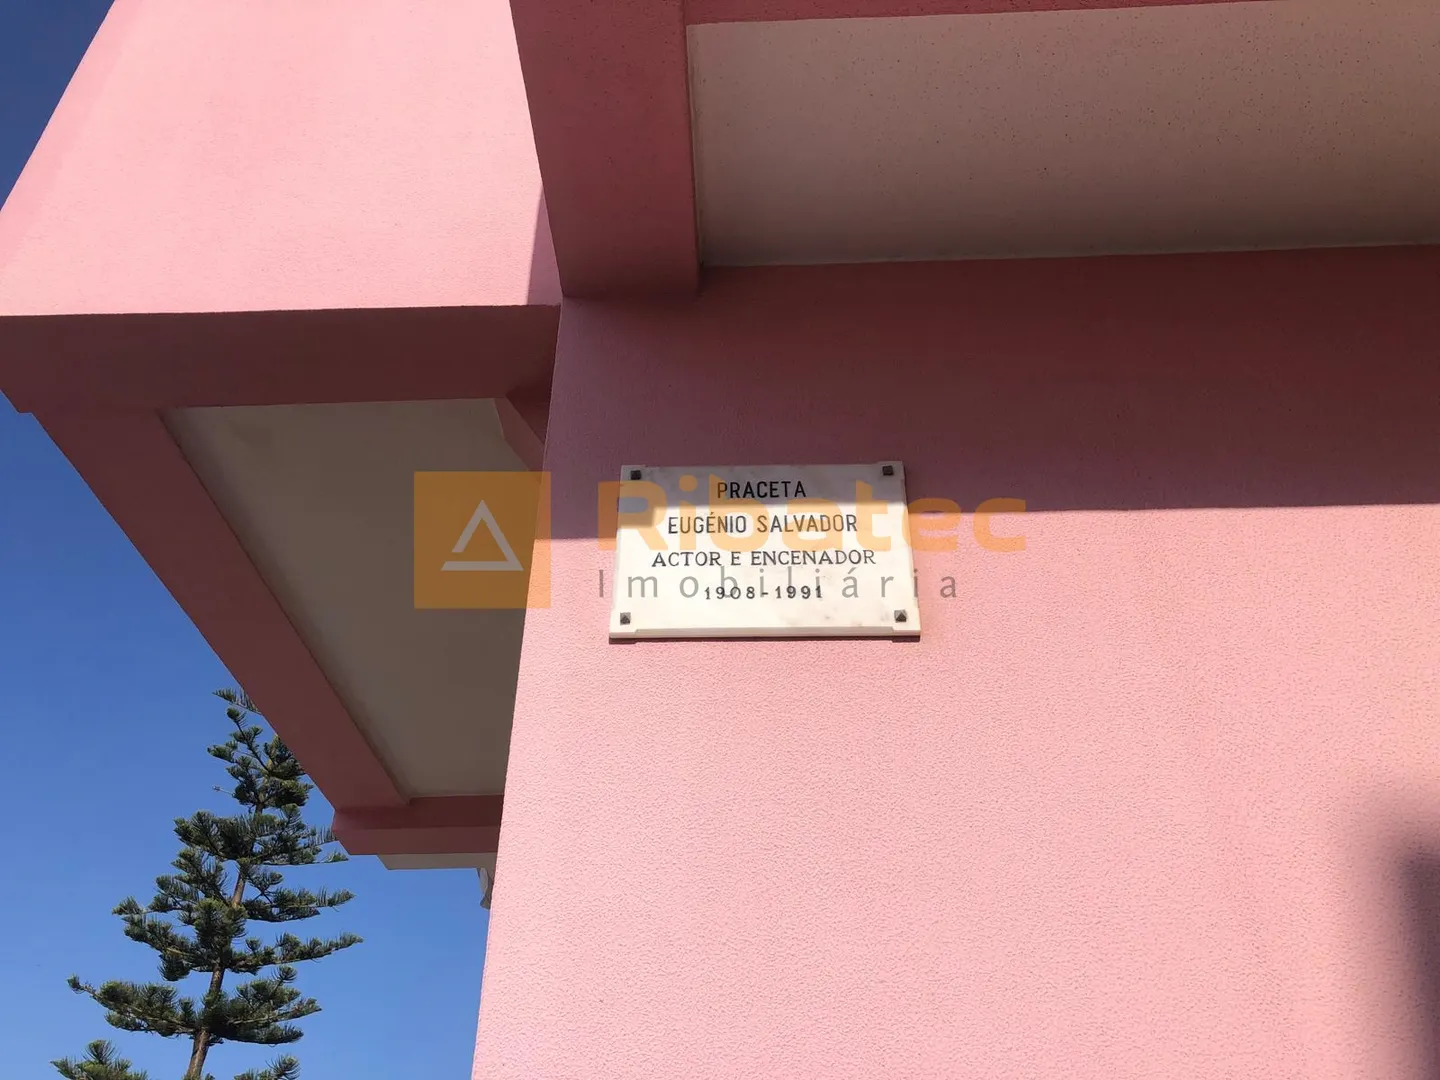 PRACETA
EUGÉNIO SALVADOR
ACTOR E ENCENADOR
1908-1991
Ribatec
Imobiliária